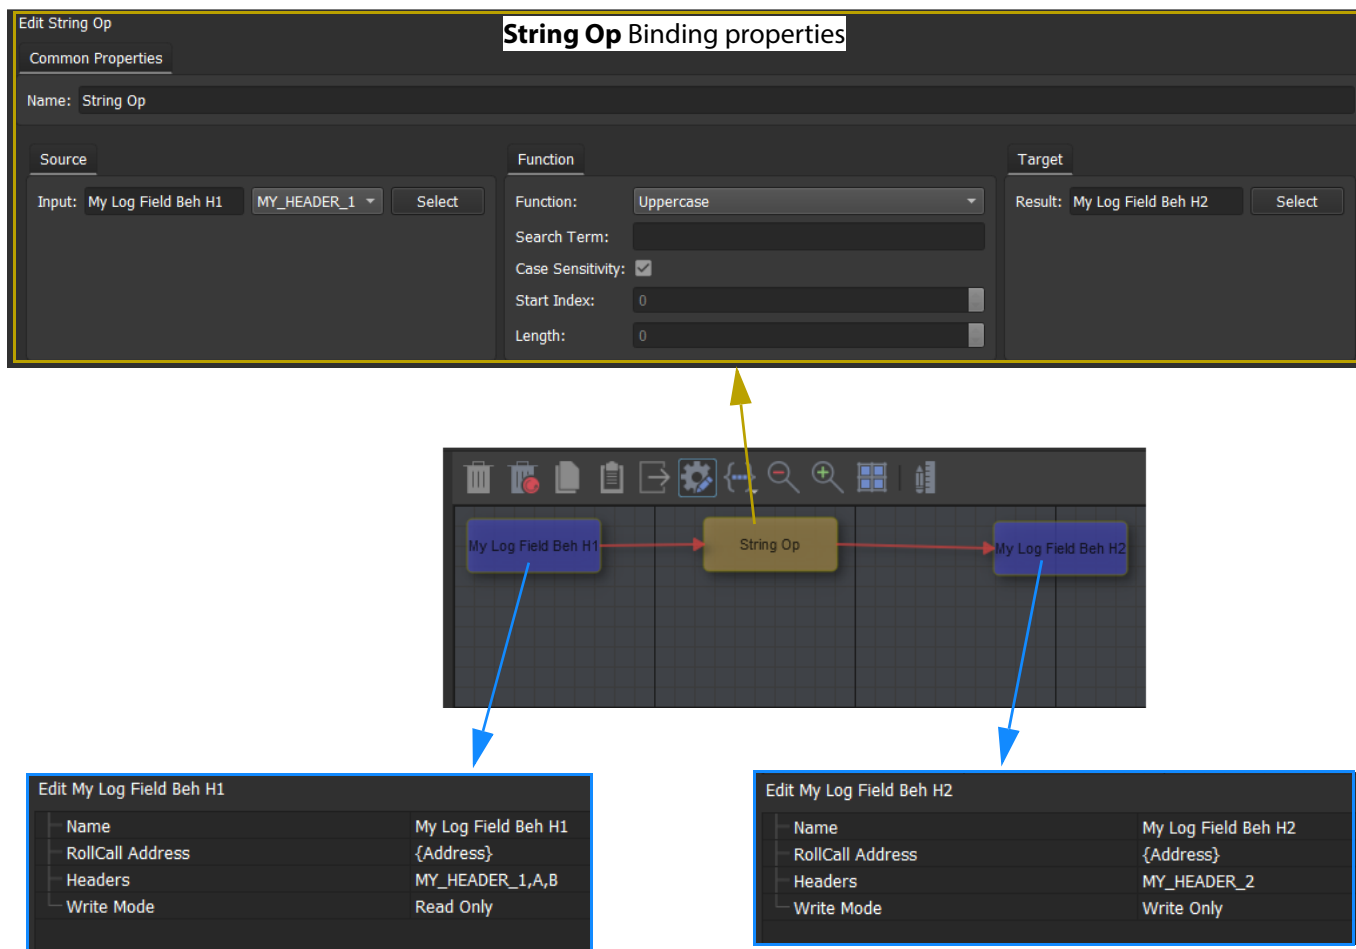 Edit String Op
String Op Binding properties
Common Properties
Name: String Op
Source
Function
Target
Input: My Log Field Beh H1 MY_HEADER_1 Select
Function: Uppercase
Result: My Log Field Beh H2 Select
Search Term:
Case Sensitivity:
Start Index: 0
Length: 0
My Log Field Beh H1
String Op
My Log Field Beh H2
Edit My Log Field Beh H1
Name My Log Field Beh H1
RollCall Address {Address}
Headers MY_HEADER_1,A,B
Write Mode Read Only
Edit My Log Field Beh H2
Name My Log Field Beh H2
RollCall Address {Address}
Headers MY_HEADER_2
Write Mode Write Only